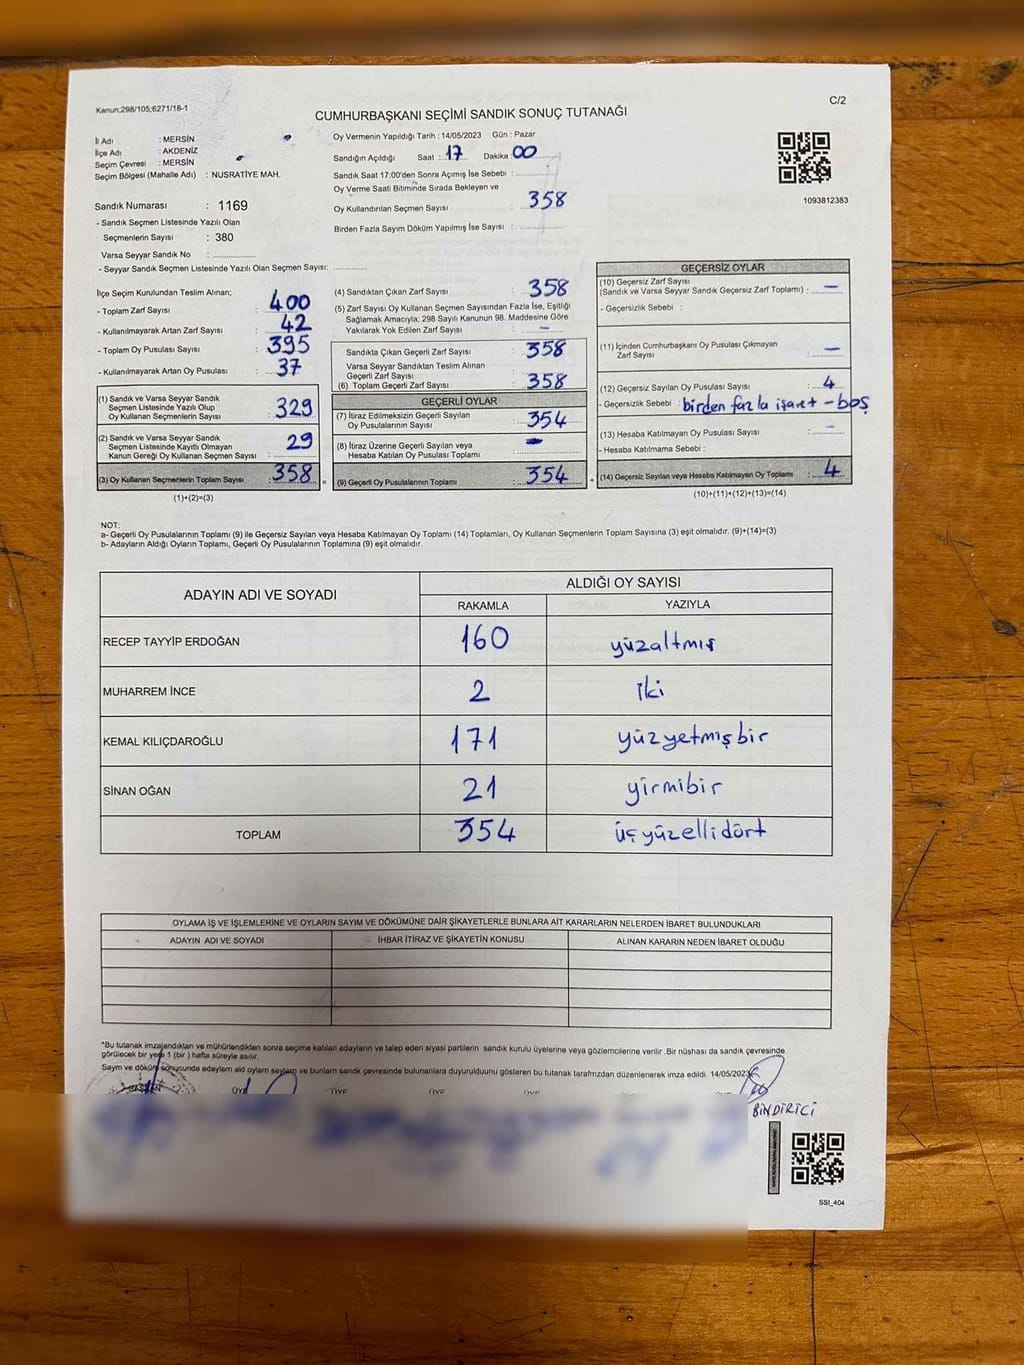 Kanun;298/105;6271/18-1
C/2
CUMHURBAŞKANI SEÇİMİ SANDIK SONUÇ TUTANAĞI
İl Adı : MERSİN
İlçe Adı : AKDENİZ
Seçim Çevresi : MERSİN
Seçim Bölgesi (Mahalle Adı) : NUSRATİYE MAH.
Sandık Numarası : 1169
- Sandık Seçmen Listesinde Yazılı Olan
Seçmenlerin Sayısı : 380
Varsa Seyyar Sandık No : ..............
- Seyyar Sandık Seçmen Listesinde Yazılı Olan Seçmen Sayısı: ............
Oy Vermenin Yapıldığı Tarih : 14/05/2023 Gün : Pazar
Sandığın Açıldığı Saat : 17 Dakika : 00
Sandık Saat 17:00'den Sonra Açımış İse Sebebi : ..............
Oy Verme Saati Bitiminde Sırada Bekleyen ve
Oy Kullandırılan Seçmen Sayısı : 358
Birden Fazla Sayım Döküm Yapılmış İse Sayısı : ..............
1093812383
İlçe Seçim Kurulundan Teslim Alınan;
- Toplam Zarf Sayısı : 400
- Kullanılmayarak Artan Zarf Sayısı : 42
- Toplam Oy Pusulası Sayısı : 395
- Kullanılmayarak Artan Oy Pusulası : 37
(1) Sandık ve Varsa Seyyar Sandık
Seçmen Listesinde Yazılı Olup
Oy Kullanan Seçmenlerin Sayısı : 329
(2) Sandık ve Varsa Seyyar Sandık
Seçmen Listesinde Kayıtlı Olmayan
Kanun Gereği Oy Kullanan Seçmen Sayısı : 29
(3) Oy Kullanan Seçmenlerin Toplam Sayısı : 358 =
(1)+(2)=(3)
(4) Sandıktan Çıkan Zarf Sayısı : 358
(5) Zarf Sayısı Oy Kullanan Seçmen Sayısından Fazla İse, Eşitliği
Sağlamak Amacıyla; 298 Sayılı Kanunun 98. Maddesine Göre
Yakılarak Yok Edilen Zarf Sayısı : —
Sandıkta Çıkan Geçerli Zarf Sayısı : 358
Varsa Seyyar Sandıktan Teslim Alınan
Geçerli Zarf Sayısı :
(6) Toplam Geçerli Zarf Sayısı : 358
GEÇERLİ OYLAR
(7) İtiraz Edilmeksizin Geçerli Sayılan
Oy Pusulalarının Sayısı : 354
(8) İtiraz Üzerine Geçerli Sayılan veya
Hesaba Katılan Oy Pusulası Toplamı : —
(9) Geçerli Oy Pusulalarının Toplamı : 354 +
GEÇERSİZ OYLAR
(10) Geçersiz Zarf Sayısı
(Sandık ve Varsa Seyyar Sandık Geçersiz Zarf Toplamı) : —
- Geçersizlik Sebebi :
(11) İçinden Cumhurbaşkanı Oy Pusulası Çıkmayan
Zarf Sayısı : —
(12) Geçersiz Sayılan Oy Pusulası Sayısı : 4
- Geçersizlik Sebebi : birden fazla işaret - boş
(13) Hesaba Katılmayan Oy Pusulası Sayısı : —
- Hesaba Katılmama Sebebi :
(14) Geçersiz Sayılan veya Hesaba Katılmayan Oy Toplamı : 4
(10)+(11)+(12)+(13)=(14)
NOT:
a- Geçerli Oy Pusulalarının Toplamı (9) ile Geçersiz Sayılan veya Hesaba Katılmayan Oy Toplamı (14) Toplamları, Oy Kullanan Seçmenlerin Toplam Sayısına (3) eşit olmalıdır. (9)+(14)=(3)
b- Adayların Aldığı Oyların Toplamı, Geçerli Oy Pusulalarının Toplamına (9) eşit olmalıdır.
ADAYIN ADI VE SOYADI
ALDIĞI OY SAYISI
RAKAMLA YAZIYLA
RECEP TAYYİP ERDOĞAN 160 yüzaltmış
MUHARREM İNCE 2 iki
KEMAL KILIÇDAROĞLU 171 yüzyetmişbir
SİNAN OĞAN 21 yirmibir
TOPLAM 354 üçyüzellidört
OYLAMA İŞ VE İŞLEMLERİNE VE OYLARIN SAYIM VE DÖKÜMÜNE DAİR ŞİKAYETLERLE BUNLARA AİT KARARLARIN NELERDEN İBARET BULUNDUKLARI
ADAYIN ADI VE SOYADI İHBAR İTİRAZ VE ŞİKAYETİN KONUSU ALINAN KARARIN NEDEN İBARET OLDUĞU
*Bu tutanak imzalandıktan ve mühürlendikten sonra seçime katılan adayların ve talep eden siyasi partilerin sandık kurulu üyelerine veya gözlemcilerine verilir .Bir nüshası da sandık çevresinde
görülecek bir yere 1 (bir ) hafta süreyle asılır.
Sayım ve döküm sonucunda adayların aldığı oyların sayısını ve bunların sandık çevresinde bulunanlara duyurulduğunu gösteren bu tutanak tarafımızdan düzenlenerek imza edildi. 14/05/2023
BAŞKAN ÜYE ÜYE ÜYE ÜYE
BİNDİRİCİ
SSI_404